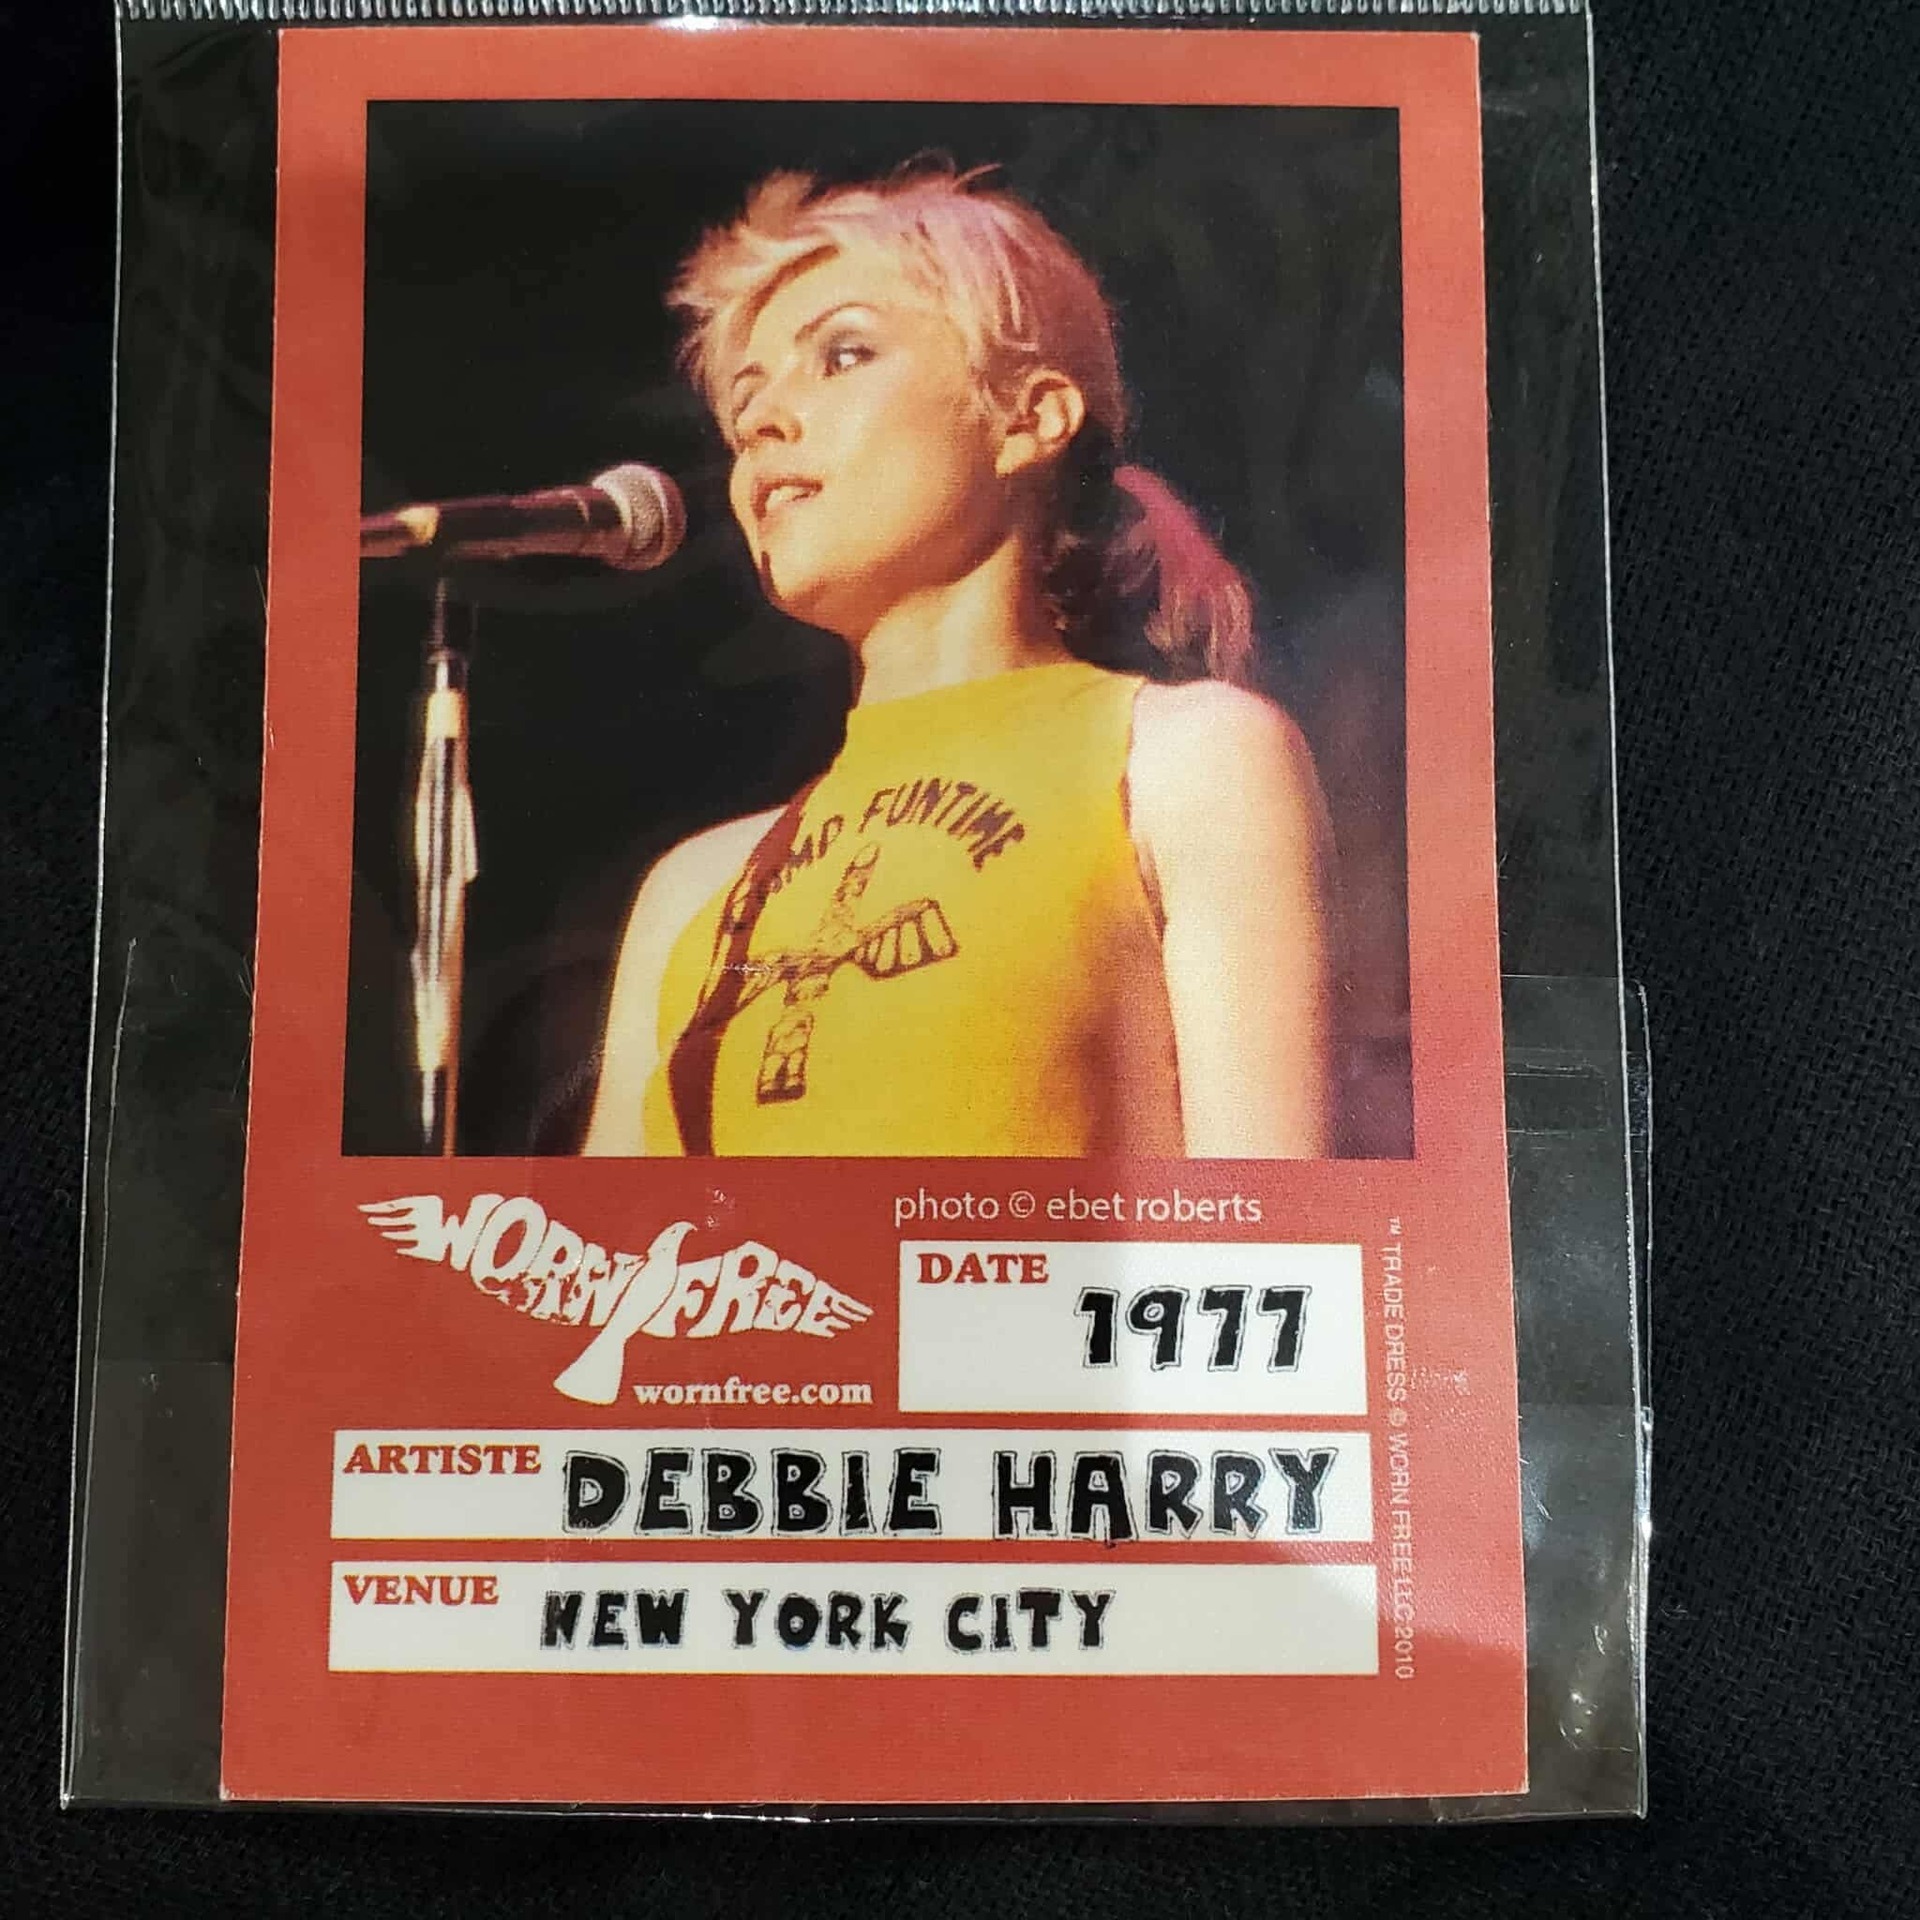 FUNTIME
photo © ebet roberts
WORN FREE
wornfree.com
DATE 1977
ARTISTE DEBBIE HARRY
VENUE NEW YORK CITY
™ TRADE DRESS © WORN FREE LLC 2010